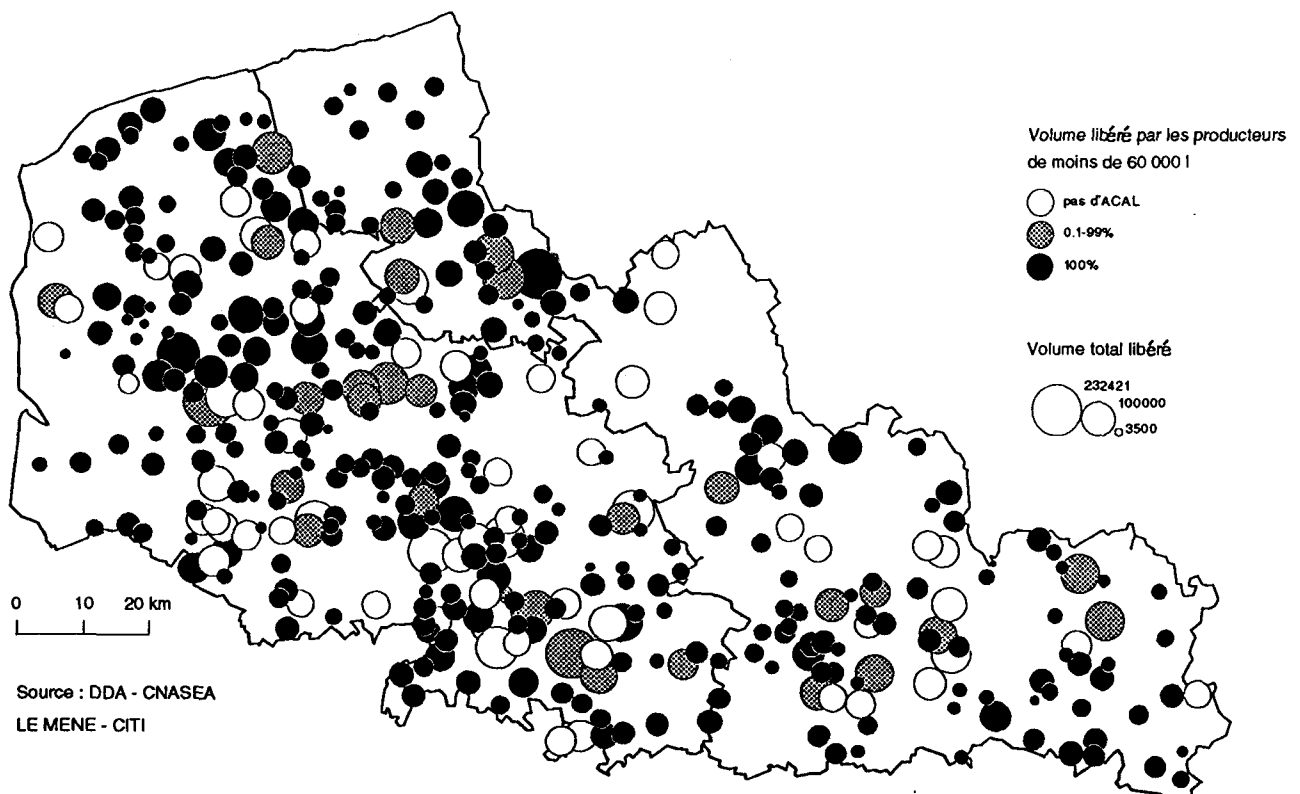 Volume libéré par les producteurs
de moins de 60 000 l
pas d'ACAL
0.1-99%
100%
Volume total libéré
232421
100000
3500
0 10 20 km
Source : DDA - CNASEA
LE MENE - CITI